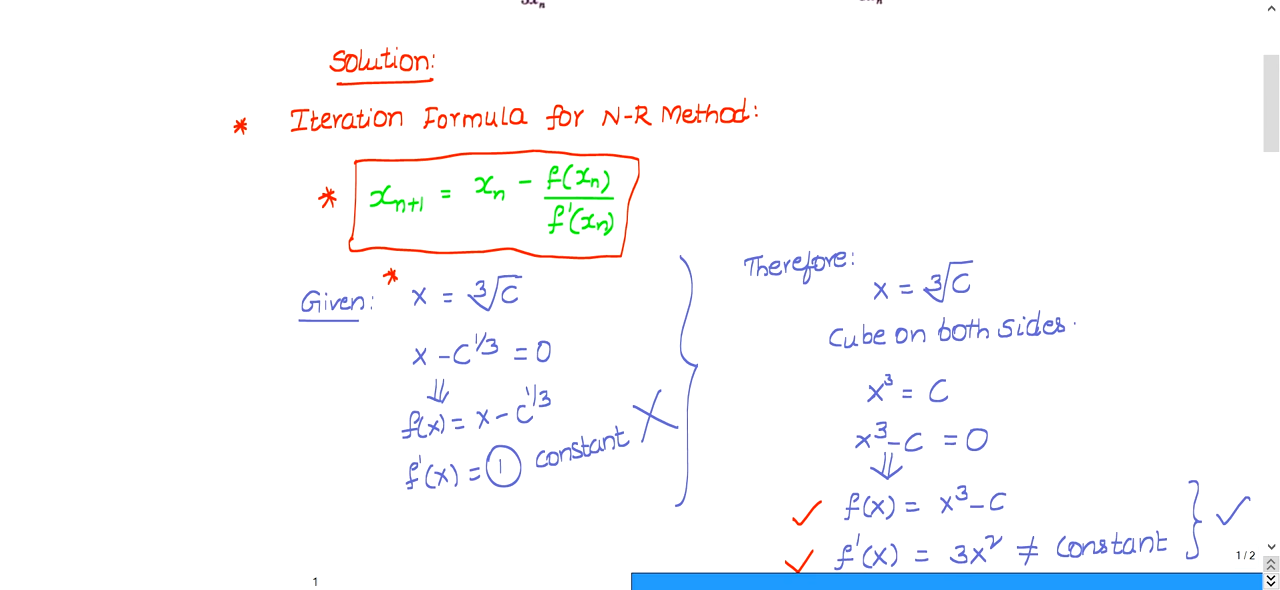 Solution:
* Iteration Formula for N-R Method:
* xₙ₊₁ = xₙ - f(xₙ)/f'(xₙ)
*
Given: x = ∛C
x - C^1/3 = 0
⇓
f(x) = x - C^1/3
f'(x) = 1 constant X
Therefore:
x = ∛C
Cube on both sides.
x³ = C
x³ - C = 0
⇓
✓ f(x) = x³ - C
✓ f'(x) = 3x² ≠ constant } ✓
1 / 2
1